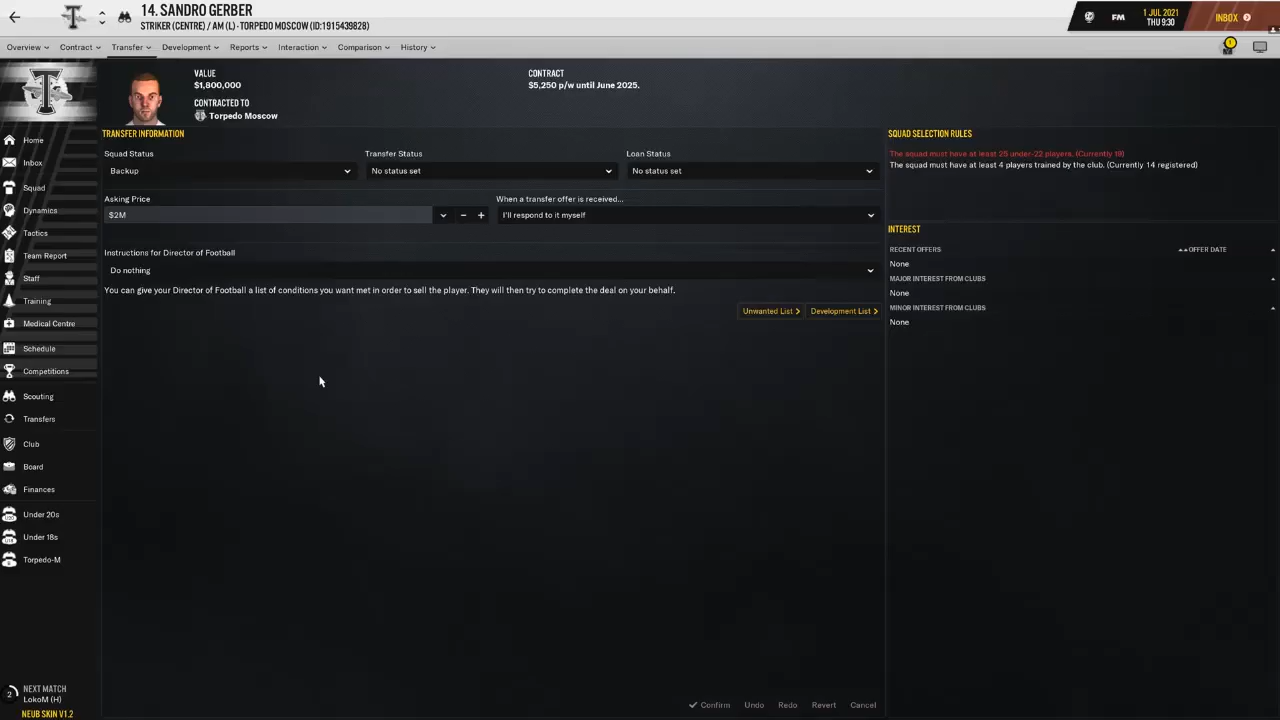 14. SANDRO GERBER
STRIKER (CENTRE) / AM (L) - TORPEDO MOSCOW (ID:1915439828)
FM
1 JUL 2021
THU 9:30
INBOX
Overview
Contract
Transfer
Development
Reports
Interaction
Comparison
History
1
VALUE
$1,800,000
CONTRACTED TO
Torpedo Moscow
CONTRACT
$5,250 p/w until June 2025.
Home
Inbox
Squad
Dynamics
Tactics
Team Report
Staff
Training
Medical Centre
Schedule
Competitions
Scouting
Transfers
Club
Board
Finances
Under 20s
Under 18s
Torpedo-M
2
NEXT MATCH
LokoM (H)
NEUB SKIN V1.2
TRANSFER INFORMATION
Squad Status
Transfer Status
Loan Status
Backup
No status set
No status set
Asking Price
When a transfer offer is received...
$2M
I'll respond to it myself
Instructions for Director of Football
Do nothing
You can give your Director of Football a list of conditions you want met in order to sell the player. They will then try to complete the deal on your behalf.
Unwanted List >
Development List >
SQUAD SELECTION RULES
The squad must have at least 25 under-22 players. (Currently 19)
The squad must have at least 4 players trained by the club. (Currently 14 registered)
INTEREST
RECENT OFFERS
OFFER DATE
None
MAJOR INTEREST FROM CLUBS
None
MINOR INTEREST FROM CLUBS
None
Confirm
Undo
Redo
Revert
Cancel